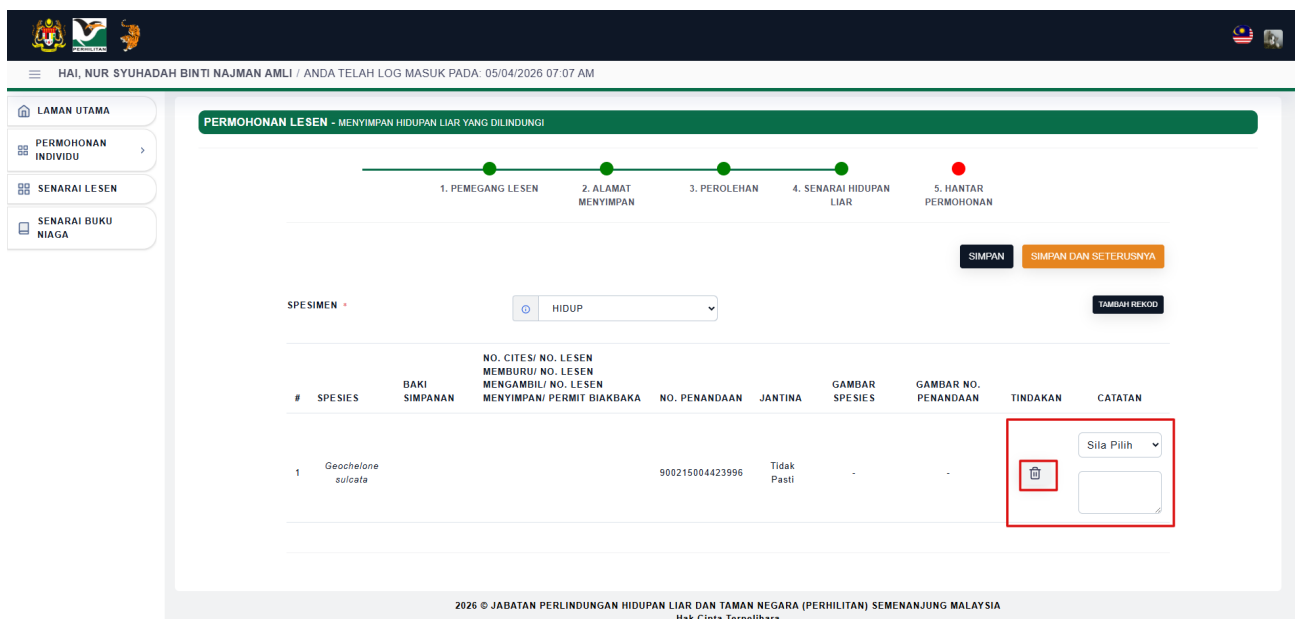 PERHILITAN
HAI, NUR SYUHADAH BINTI NAJMAN AMLI / ANDA TELAH LOG MASUK PADA: 05/04/2026 07:07 AM
LAMAN UTAMA
PERMOHONAN
INDIVIDU
SENARAI LESEN
SENARAI BUKU
NIAGA
PERMOHONAN LESEN - MENYIMPAN HIDUPAN LIAR YANG DILINDUNGI
1. PEMEGANG LESEN
2. ALAMAT
MENYIMPAN
3. PEROLEHAN
4. SENARAI HIDUPAN
LIAR
5. HANTAR
PERMOHONAN
SIMPAN
SIMPAN DAN SETERUSNYA
SPESIMEN *
HIDUP
TAMBAH REKOD
#
SPESIES
BAKI
SIMPANAN
NO. CITES/ NO. LESEN
MEMBURU/ NO. LESEN
MENGAMBIL/ NO. LESEN
MENYIMPAN/ PERMIT BIAKBAKA
NO. PENANDAAN
JANTINA
GAMBAR
SPESIES
GAMBAR NO.
PENANDAAN
TINDAKAN
CATATAN
1
Geochelone
sulcata
900215004423996
Tidak
Pasti
-
-
Sila Pilih
2026 © JABATAN PERLINDUNGAN HIDUPAN LIAR DAN TAMAN NEGARA (PERHILITAN) SEMENANJUNG MALAYSIA
Hak Cipta Terpelihara